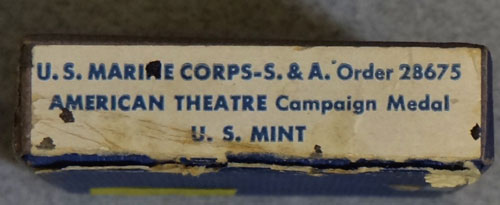 U. S. MARINE CORPS-S. & A. Order 28675
AMERICAN THEATRE Campaign Medal
U. S. MINT